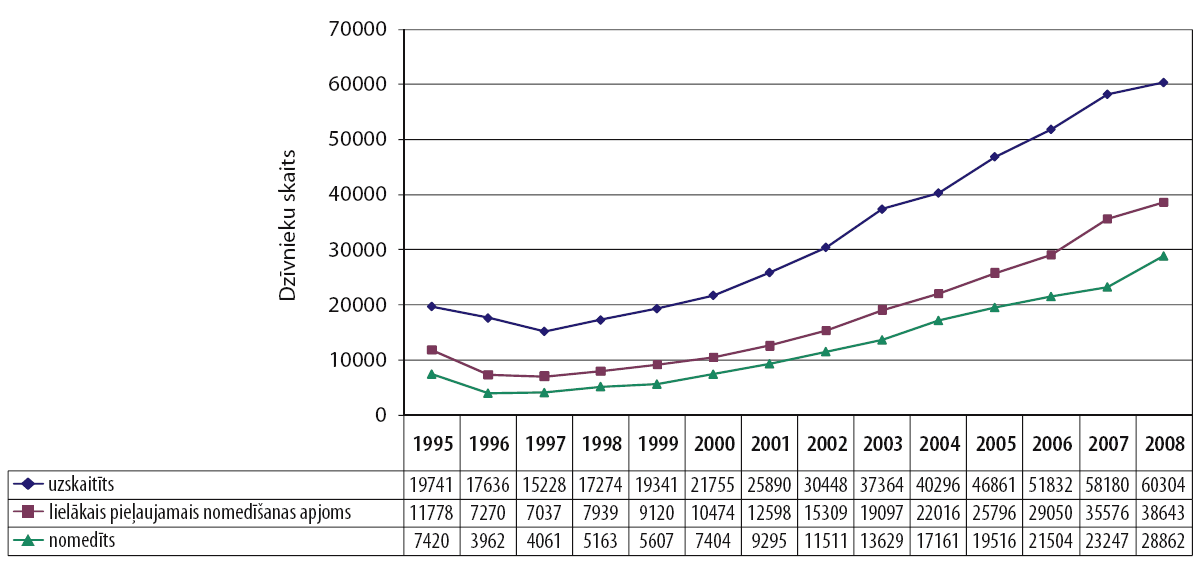 70000
60000
50000
40000
30000
20000
10000
0
Dzīvnieku skaits
1995 1996 1997 1998 1999 2000 2001 2002 2003 2004 2005 2006 2007 2008
uzskaitīts 19741 17636 15228 17274 19341 21755 25890 30448 37364 40296 46861 51832 58180 60304
lielākais pieļaujamais nomedīšanas apjoms 11778 7270 7037 7939 9120 10474 12598 15309 19097 22016 25796 29050 35576 38643
nomedīts 7420 3962 4061 5163 5607 7404 9295 11511 13629 17161 19516 21504 23247 28862